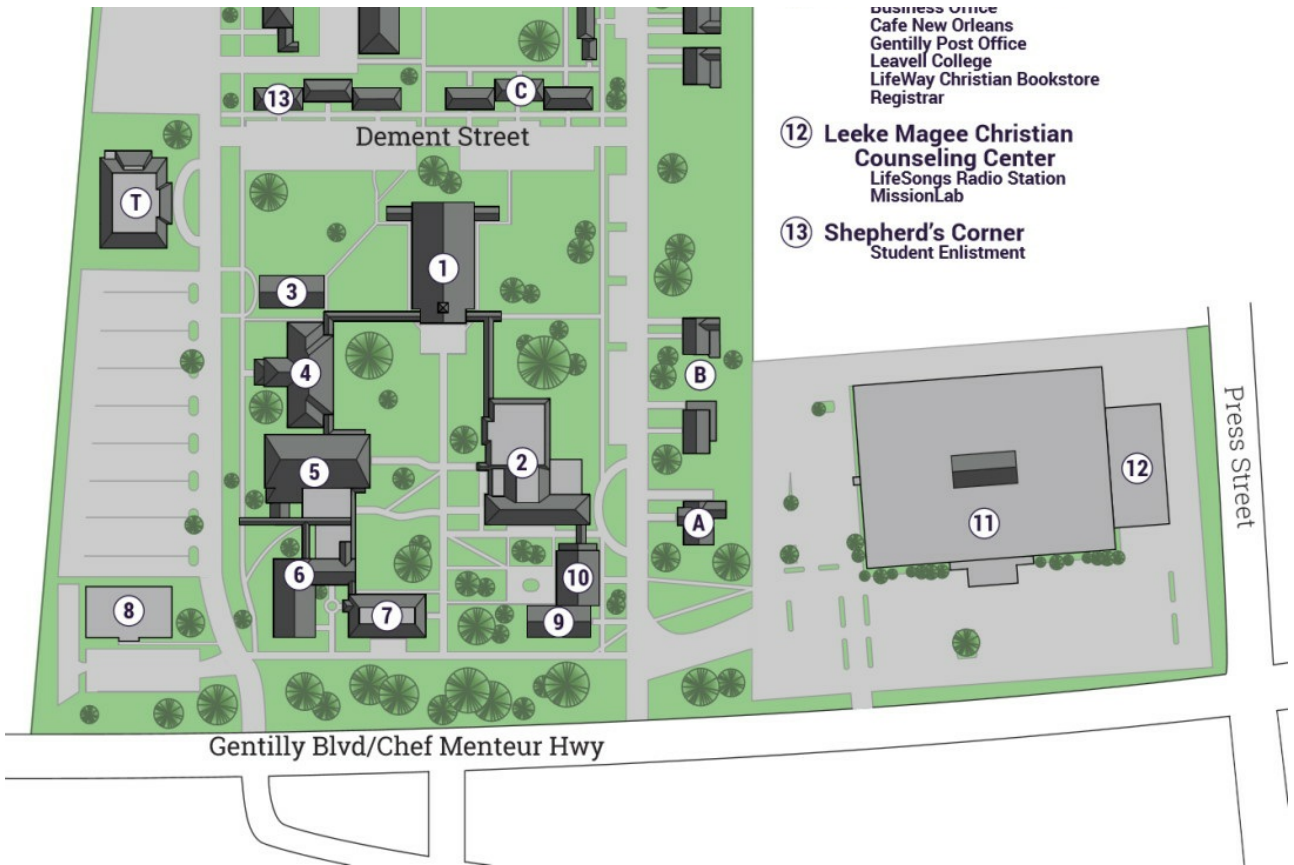 Business Office
Cafe New Orleans
Gentilly Post Office
Leavell College
LifeWay Christian Bookstore
Registrar
12 Leeke Magee Christian
Counseling Center
LifeSongs Radio Station
MissionLab
13 Shepherd's Corner
Student Enlistment
13
C
Dement Street
T
1
3
4
B
5
2
12
Press Street
11
A
6
10
8
7
9
Gentilly Blvd/Chef Menteur Hwy